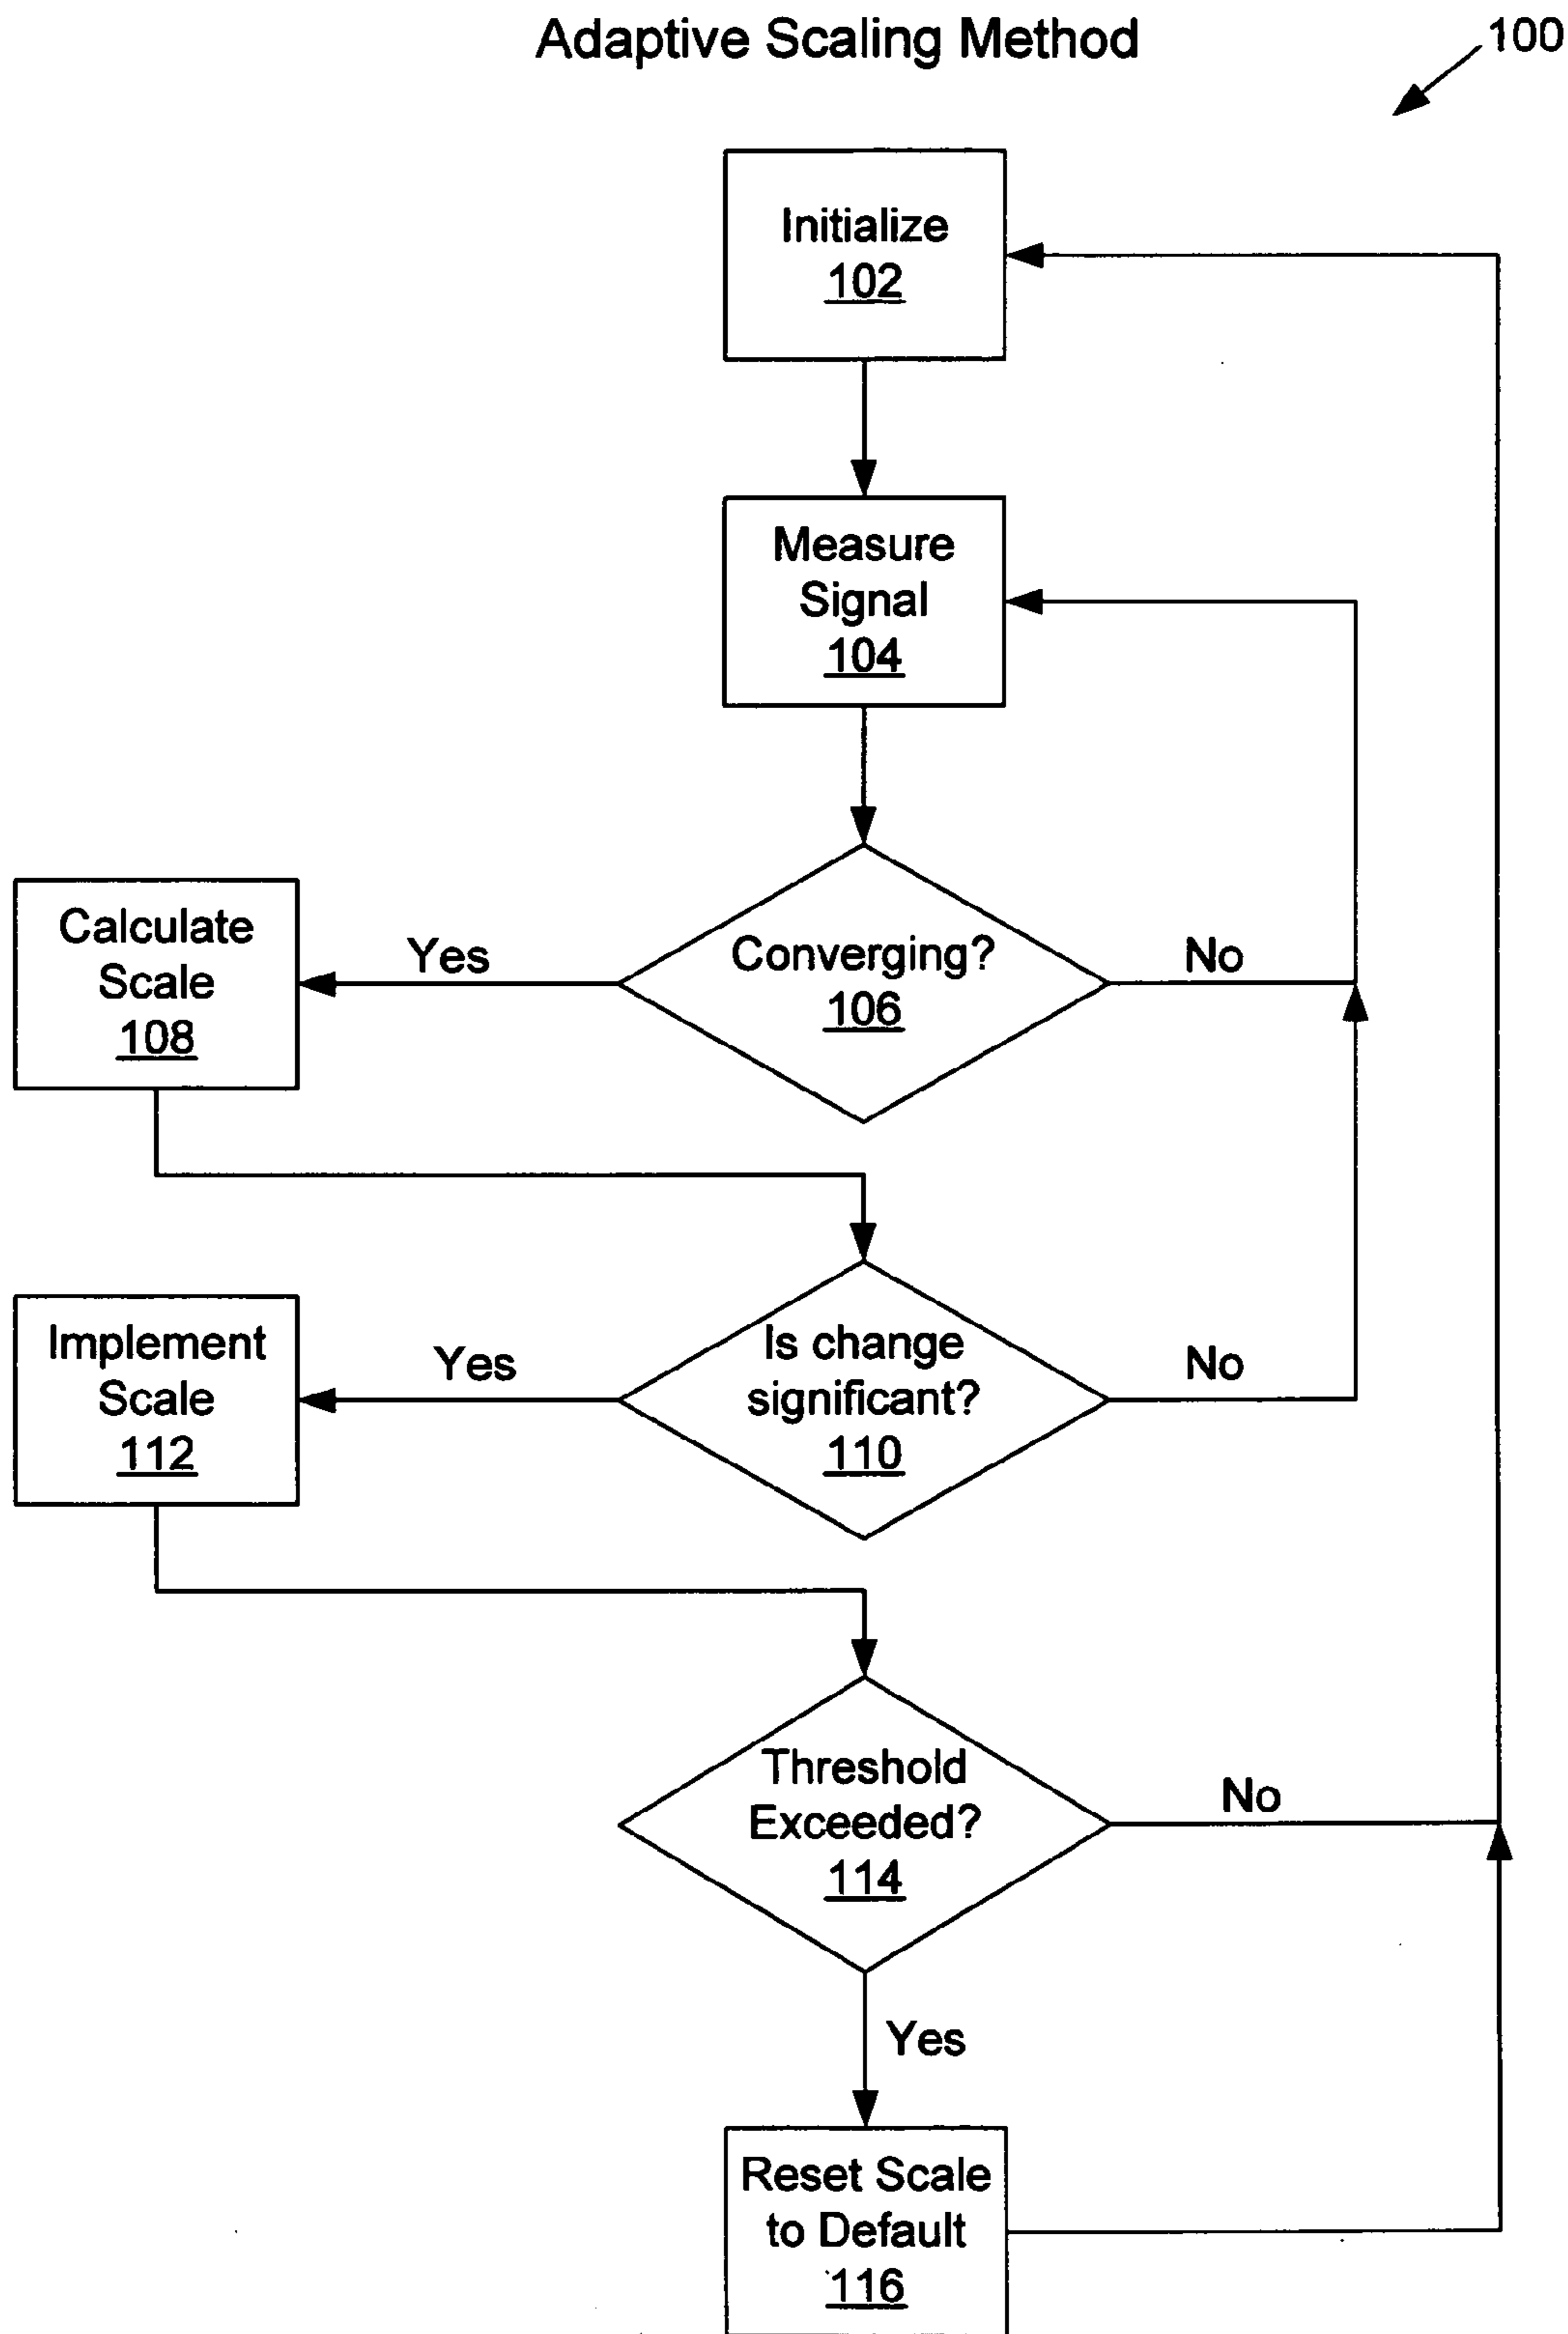 Adaptive Scaling Method
100
Initialize
102
Measure
Signal
104
Converging?
106
Yes
No
Calculate
Scale
108
Is change
significant?
110
Yes
No
Implement
Scale
112
Threshold
Exceeded?
114
No
Yes
Reset Scale
to Default
116